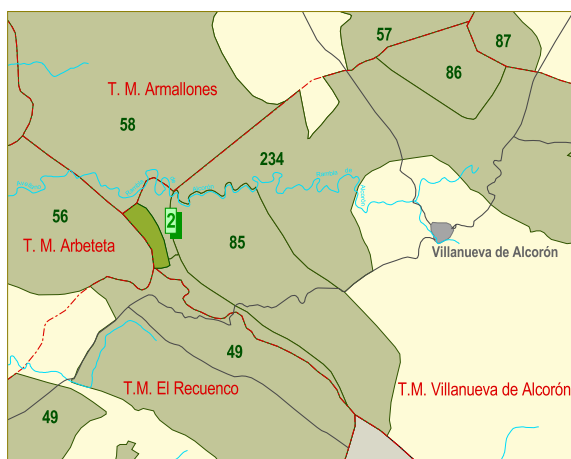 57
87
86
T. M. Armallones
58
234
56
2
T. M. Arbeteta
85
Villanueva de Alcorón
49
T.M. El Recuenco
T.M. Villanueva de Alcorón
49